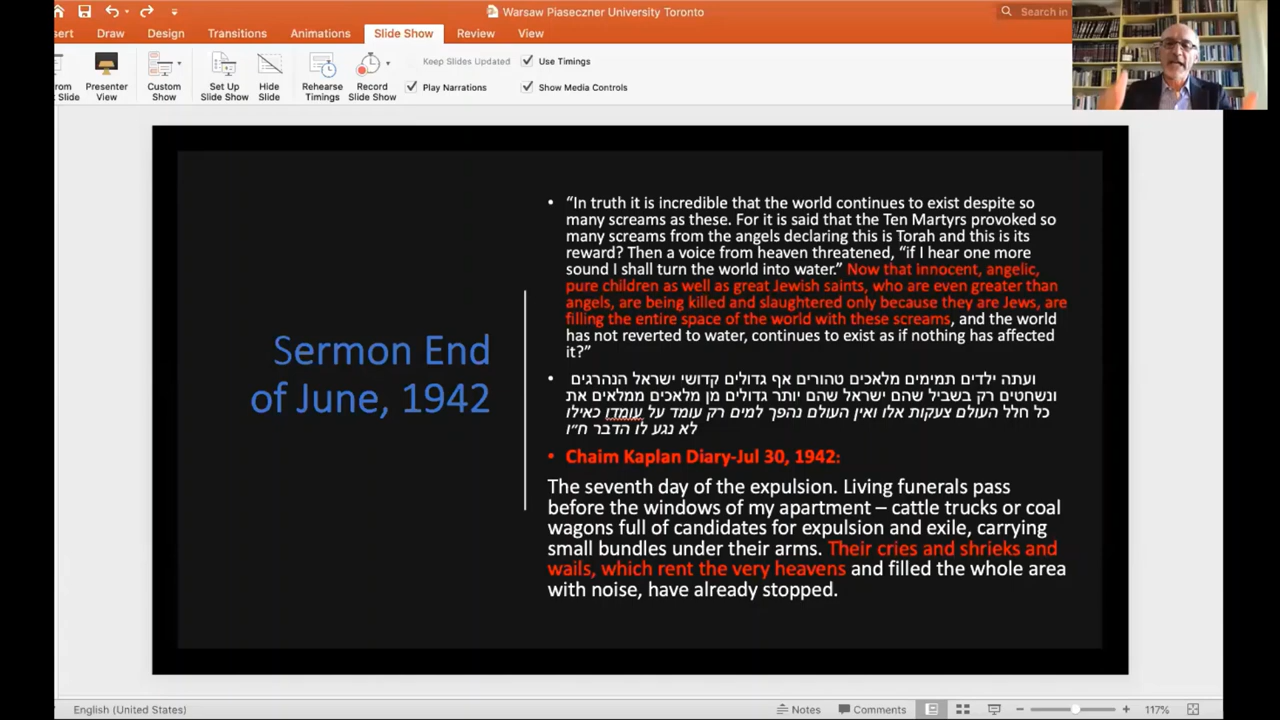 Warsaw Piaseczner University Toronto
Search in
sert
Draw
Design
Transitions
Animations
Slide Show
Review
View
rom
t Slide
Presenter
View
Custom
Show
Set Up
Slide Show
Hide
Slide
Rehearse
Timings
Record
Slide Show
Keep Slides Updated
Use Timings
Play Narrations
Show Media Controls
Sermon End
of June, 1942
• “In truth it is incredible that the world continues to exist despite so
many screams as these. For it is said that the Ten Martyrs provoked so
many screams from the angels declaring this is Torah and this is its
reward? Then a voice from heaven threatened, “if I hear one more
sound I shall turn the world into water.” Now that innocent, angelic,
pure children as well as great Jewish saints, who are even greater than
angels, are being killed and slaughtered only because they are Jews, are
filling the entire space of the world with these screams, and the world
has not reverted to water, continues to exist as if nothing has affected
it?”
• ועתה ילדים תמימים מלאכים טהורים אף גדולים קדושי ישראל הנהרגים
ונשחטים רק בשביל שהם ישראל שהם יותר גדולים מן מלאכים ממלאים את
כל חלל העולם צעקות אלו ואין העולם נהפך למים רק עומד על עומדו כאילו
לא נגע לו הדבר ח״ו
• Chaim Kaplan Diary-Jul 30, 1942:
The seventh day of the expulsion. Living funerals pass
before the windows of my apartment – cattle trucks or coal
wagons full of candidates for expulsion and exile, carrying
small bundles under their arms. Their cries and shrieks and
wails, which rent the very heavens and filled the whole area
with noise, have already stopped.
English (United States)
Notes
Comments
117%